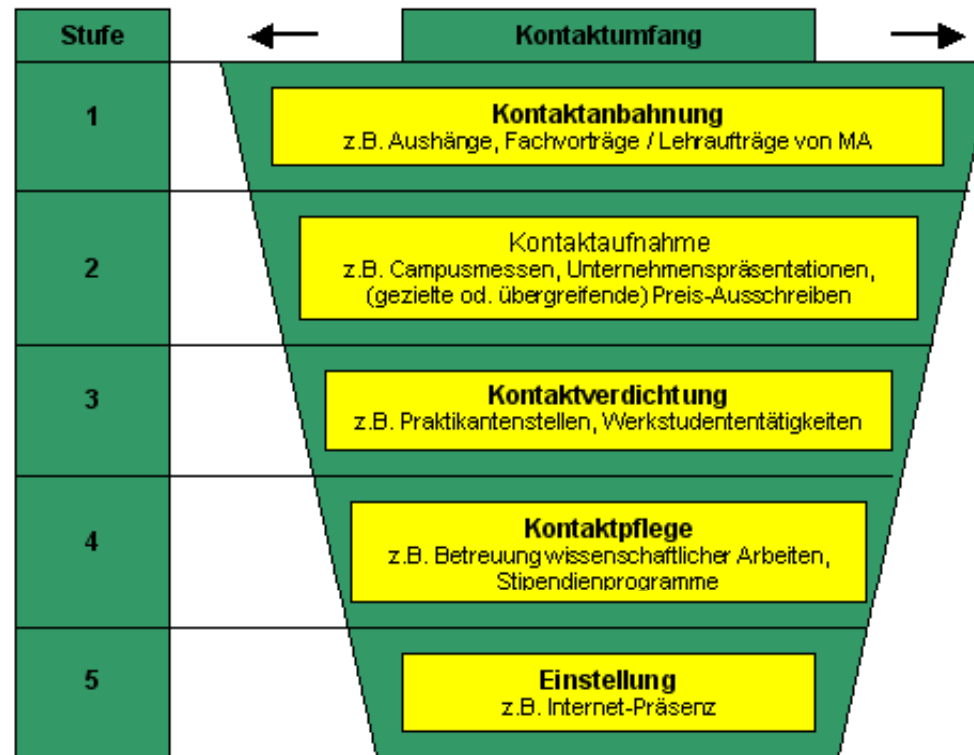 Stufe
Kontaktumfang
1
Kontaktanbahnung
z.B. Aushänge, Fachvorträge / Lehraufträge von MA
2
Kontaktaufnahme
z.B. Campusmessen, Unternehmenspräsentationen,
(gezielte od. übergreifende) Preis-Ausschreiben
3
Kontaktverdichtung
z.B. Praktikantenstellen, Werkstudententätigkeiten
4
Kontaktpflege
z.B. Betreuung wissenschaftlicher Arbeiten,
Stipendienprogramme
5
Einstellung
z.B. Internet-Präsenz